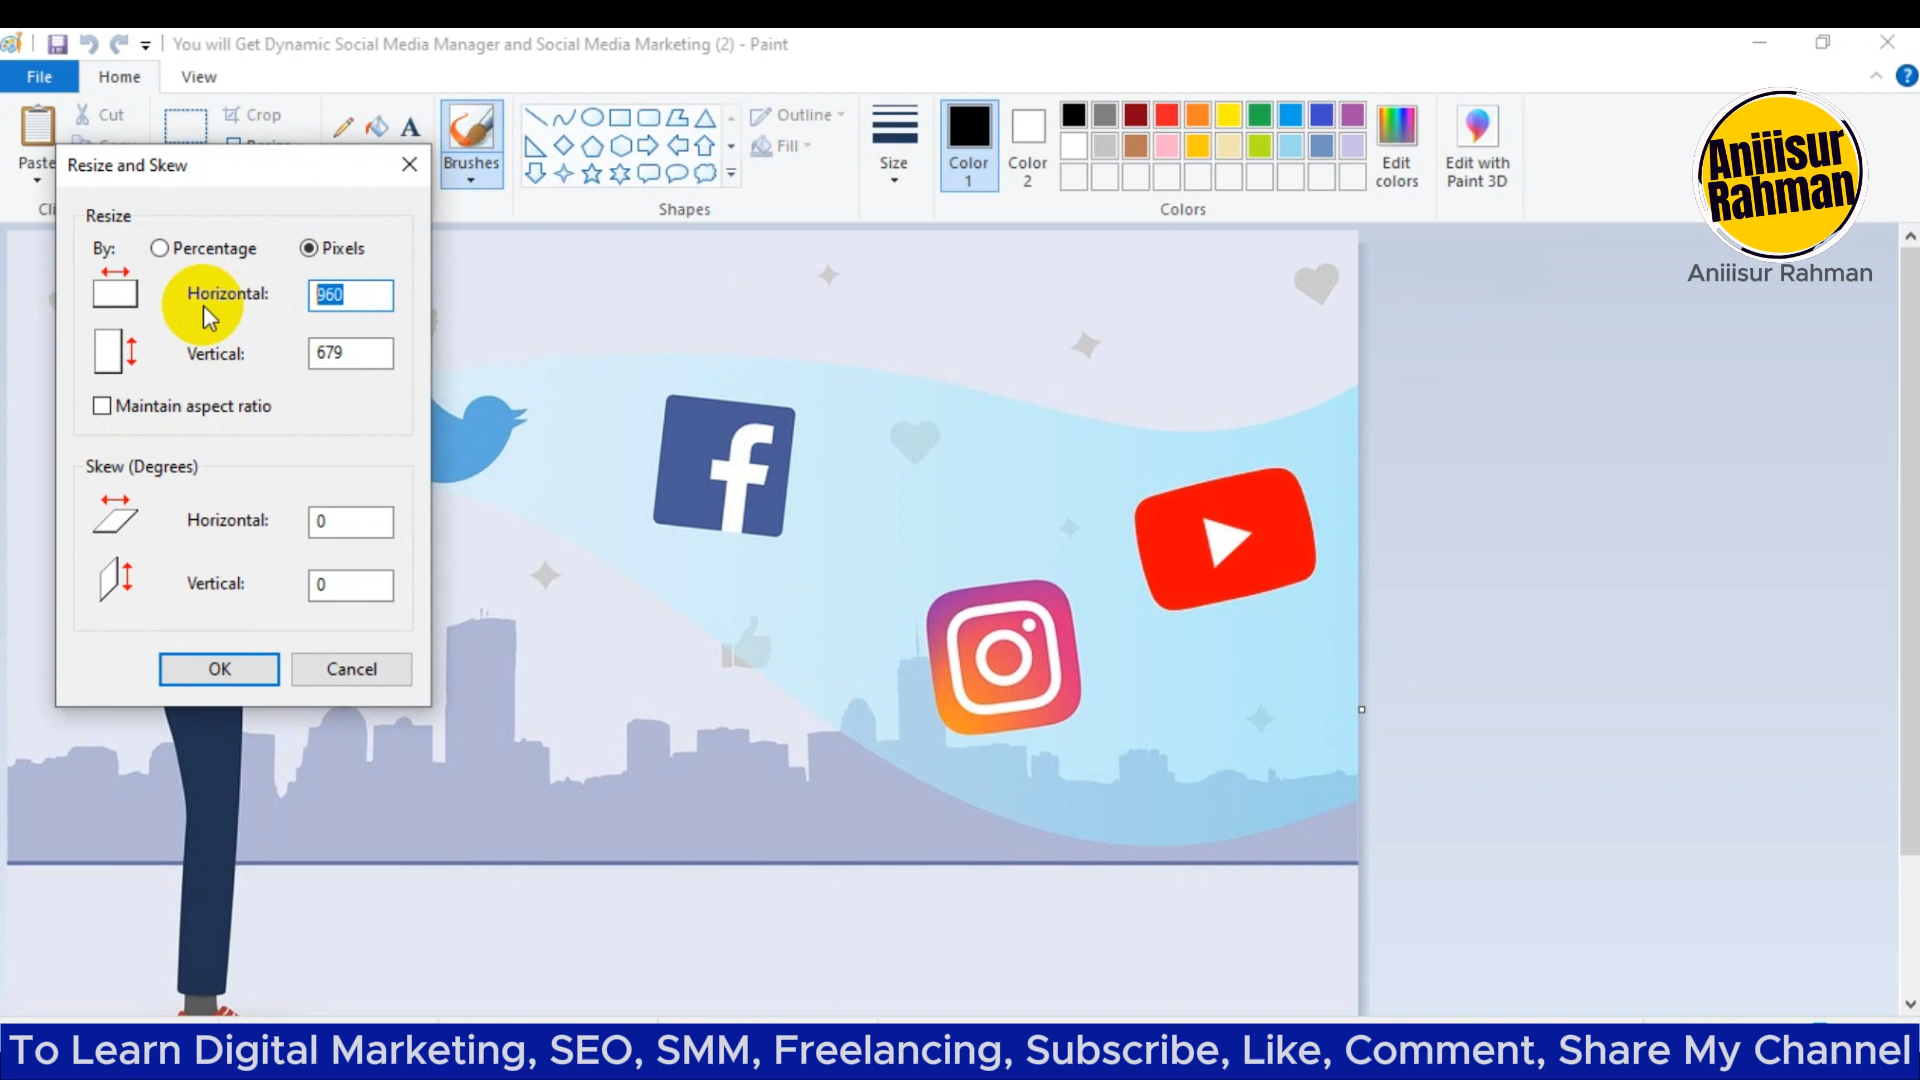 You will Get Dynamic Social Media Manager and Social Media Marketing (2) - Paint
File Home View
Cut
Crop
Paste
Brushes
Outline
Fill
Shapes
Size
Color 1
Color 2
Edit colors
Edit with Paint 3D
Colors
Resize and Skew
Resize
By: Percentage Pixels
Horizontal: 960
Vertical: 679
Maintain aspect ratio
Skew (Degrees)
Horizontal: 0
Vertical: 0
OK Cancel
Aniiisur
Rahman
Aniiisur Rahman
To Learn Digital Marketing, SEO, SMM, Freelancing, Subscribe, Like, Comment, Share My Channel